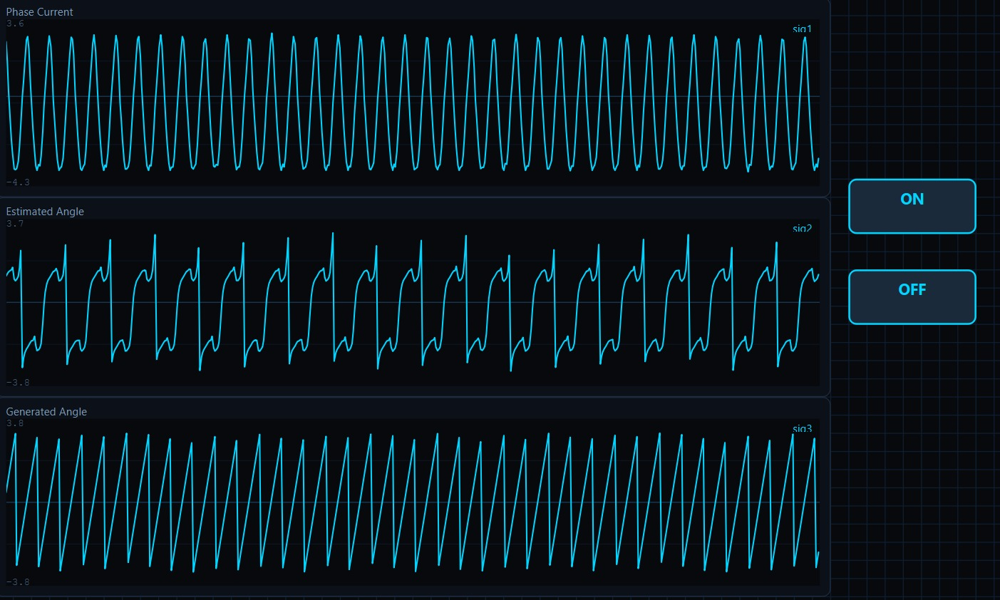 Phase Current
3.6
sig1
-4.3
Estimated Angle
3.7
sig2
-3.8
Generated Angle
3.8
sig3
-3.8
ON
OFF